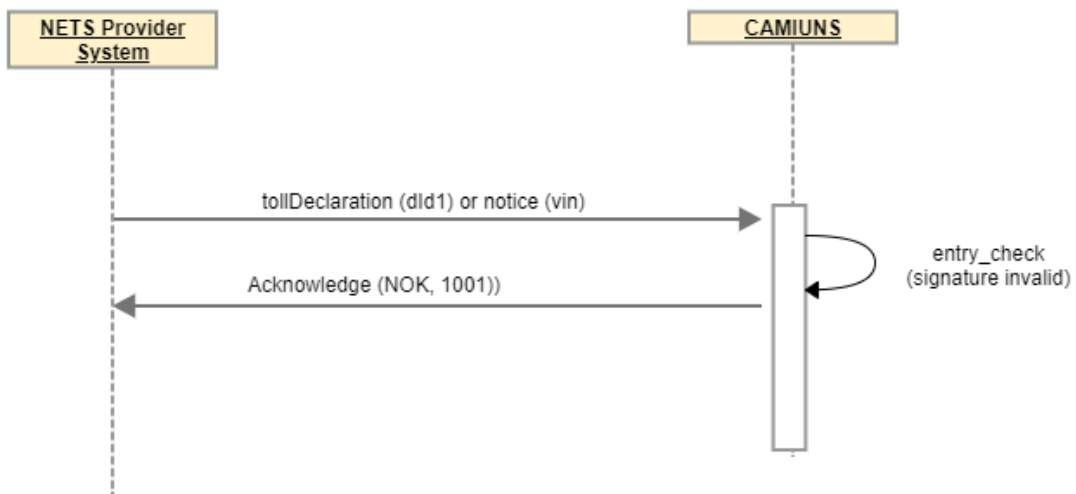 NETS Provider
System
CAMIUNS
tollDeclaration (dId1) or notice (vin)
entry_check
(signature invalid)
Acknowledge (NOK, 1001))